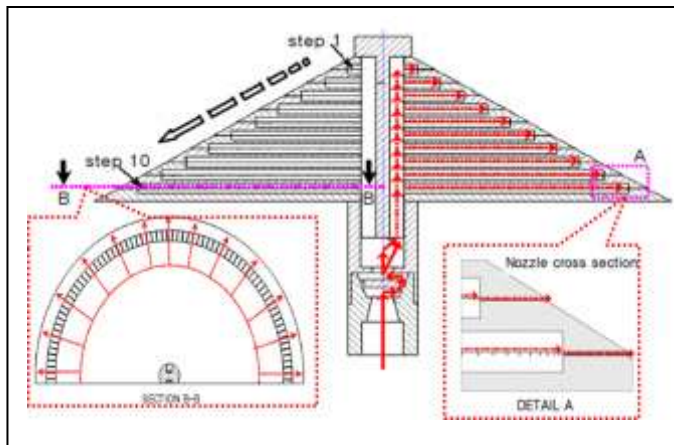 step 1
step 10
A
B
B
Nozzle cross section
SECTION B-B
DETAIL A